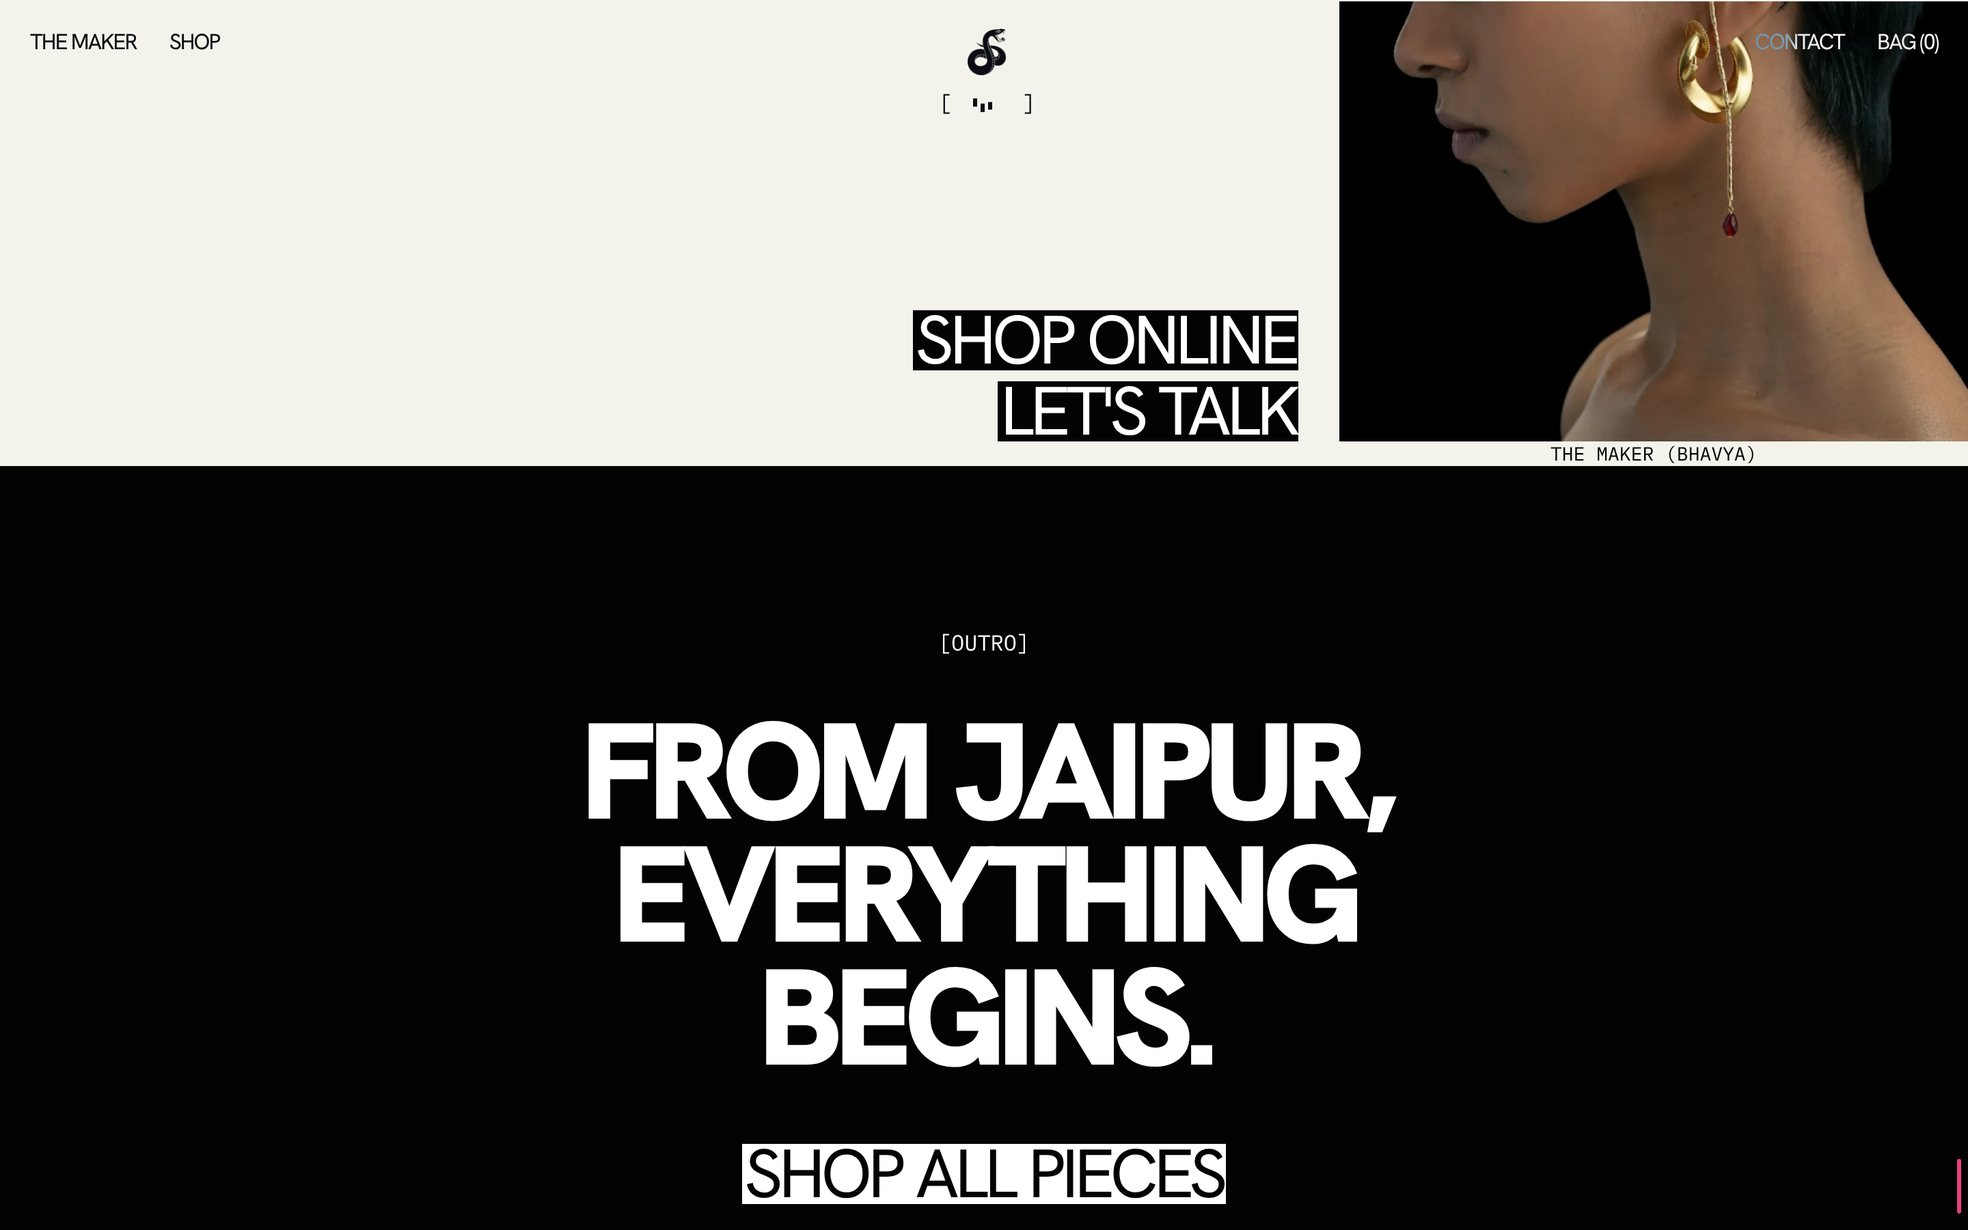 THE MAKER SHOP CONTACT BAG (0)
[ ]
SHOP ONLINE
LET'S TALK
THE MAKER (BHAVYA)
[OUTRO]
FROM JAIPUR,
EVERYTHING
BEGINS.
SHOP ALL PIECES